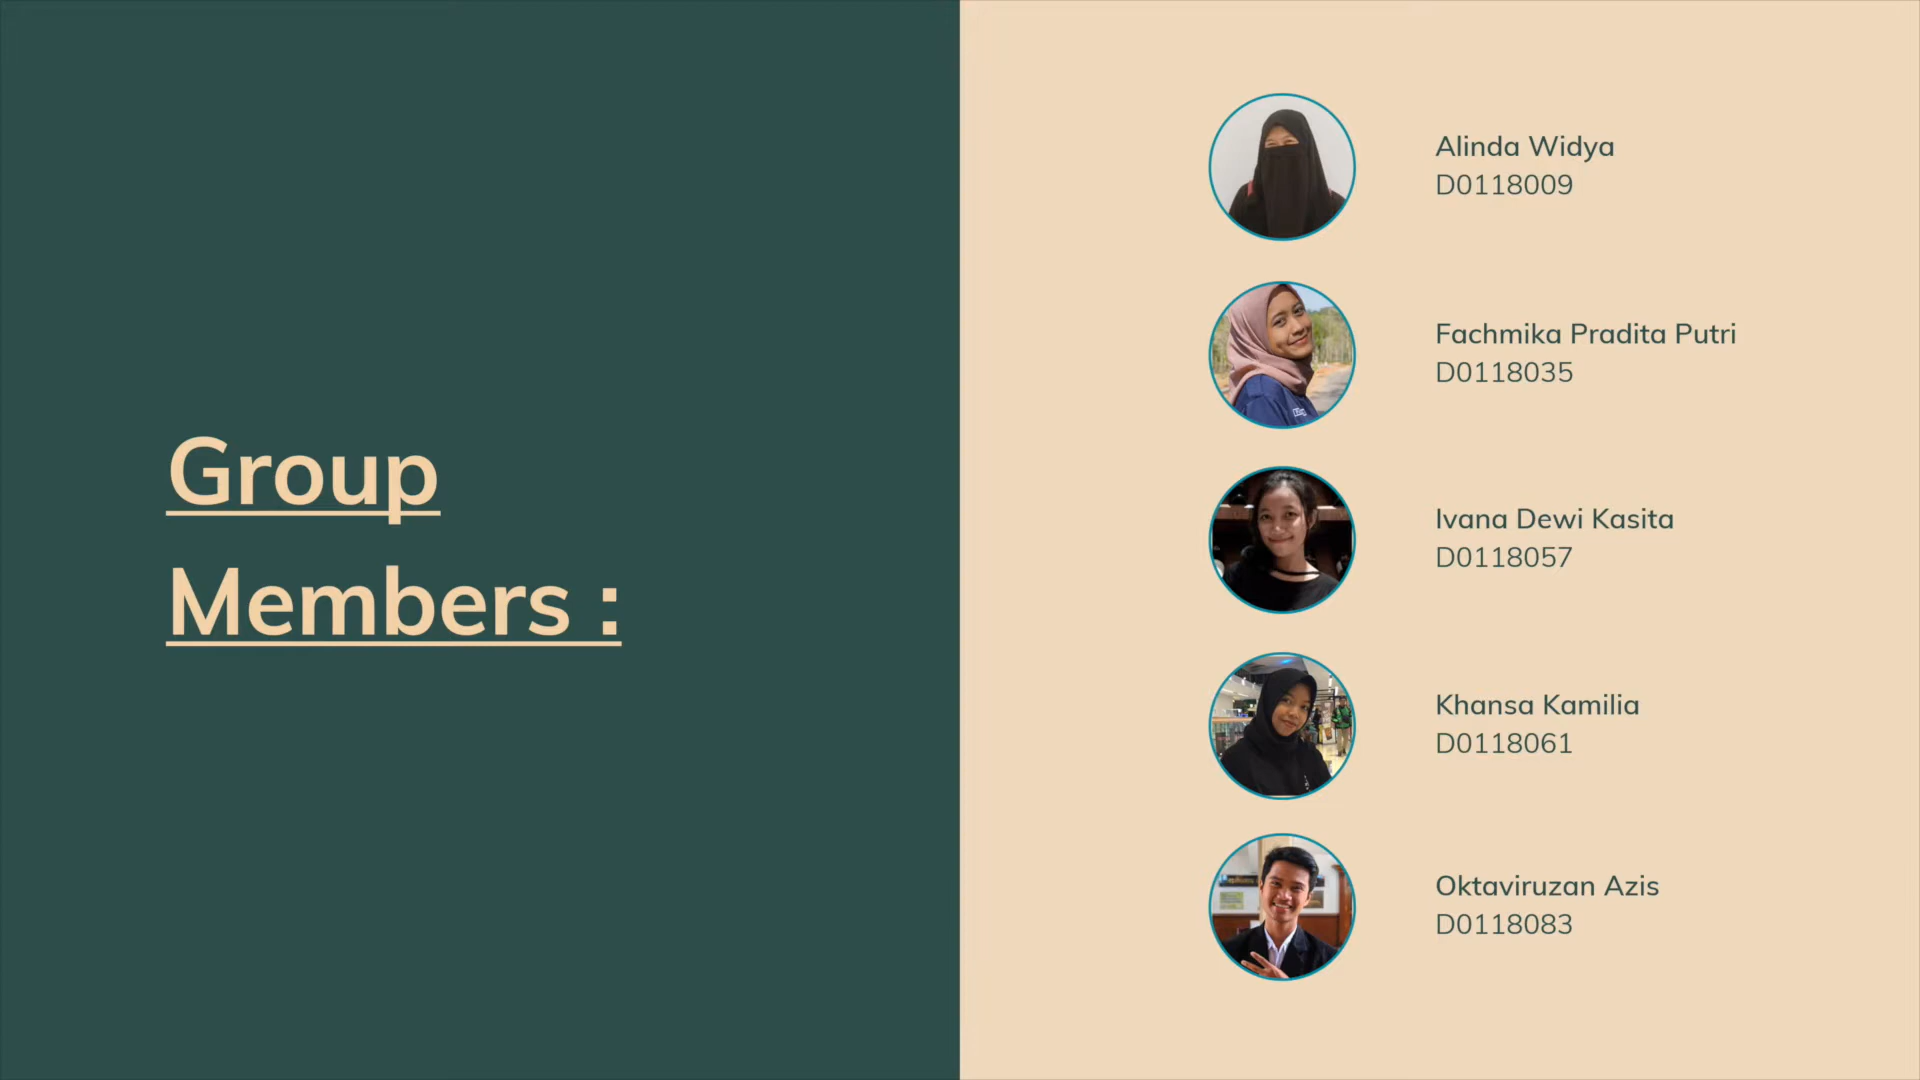 Group
Members :
Alinda Widya
D0118009
Fachmika Pradita Putri
D0118035
Ivana Dewi Kasita
D0118057
Khansa Kamilia
D0118061
Oktaviruzan Azis
D0118083